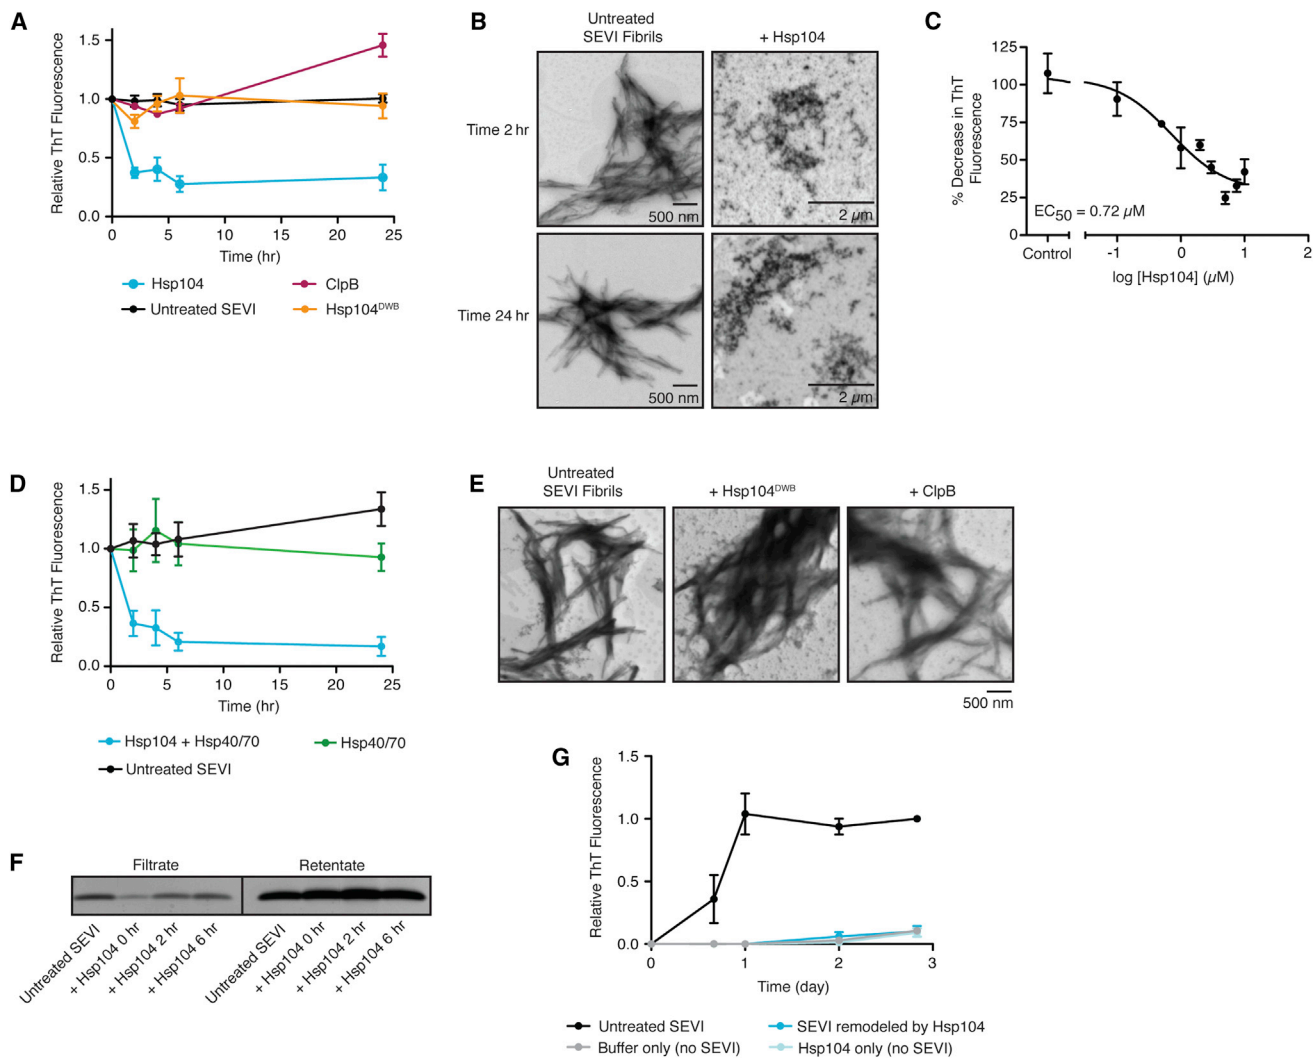 A
Relative ThT Fluorescence
1.5
1.0
0.5
0.0
0 5 10 15 20 25
Time (hr)
Hsp104
ClpB
Untreated SEVI
Hsp104DWB
B
Untreated
SEVI Fibrils
+ Hsp104
Time 2 hr
500 nm
2 µm
Time 24 hr
500 nm
2 µm
C
% Decrease in ThT
Fluorescence
125
100
75
50
25
0
EC50 = 0.72 µM
Control
-1 0 1 2
log [Hsp104] (µM)
D
Relative ThT Fluorescence
1.5
1.0
0.5
0.0
0 5 10 15 20 25
Time (hr)
Hsp104 + Hsp40/70
Hsp40/70
Untreated SEVI
E
Untreated
SEVI Fibrils
+ Hsp104DWB
+ ClpB
500 nm
F
Filtrate
Retentate
Untreated SEVI
+ Hsp104 0 hr
+ Hsp104 2 hr
+ Hsp104 6 hr
Untreated SEVI
+ Hsp104 0 hr
+ Hsp104 2 hr
+ Hsp104 6 hr
G
Relative ThT Fluorescence
1.5
1.0
0.5
0.0
0 1 2 3
Time (day)
Untreated SEVI
SEVI remodeled by Hsp104
Buffer only (no SEVI)
Hsp104 only (no SEVI)